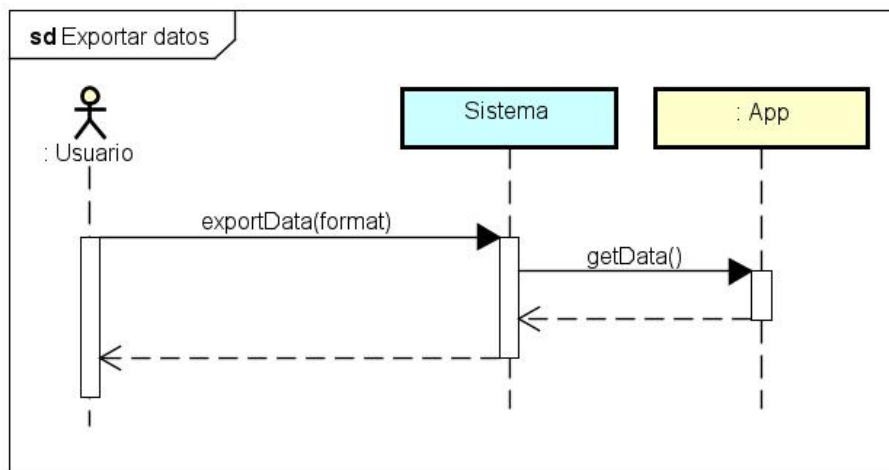 sd Exportar datos
Sistema
: App
: Usuario
exportData(format)
getData()